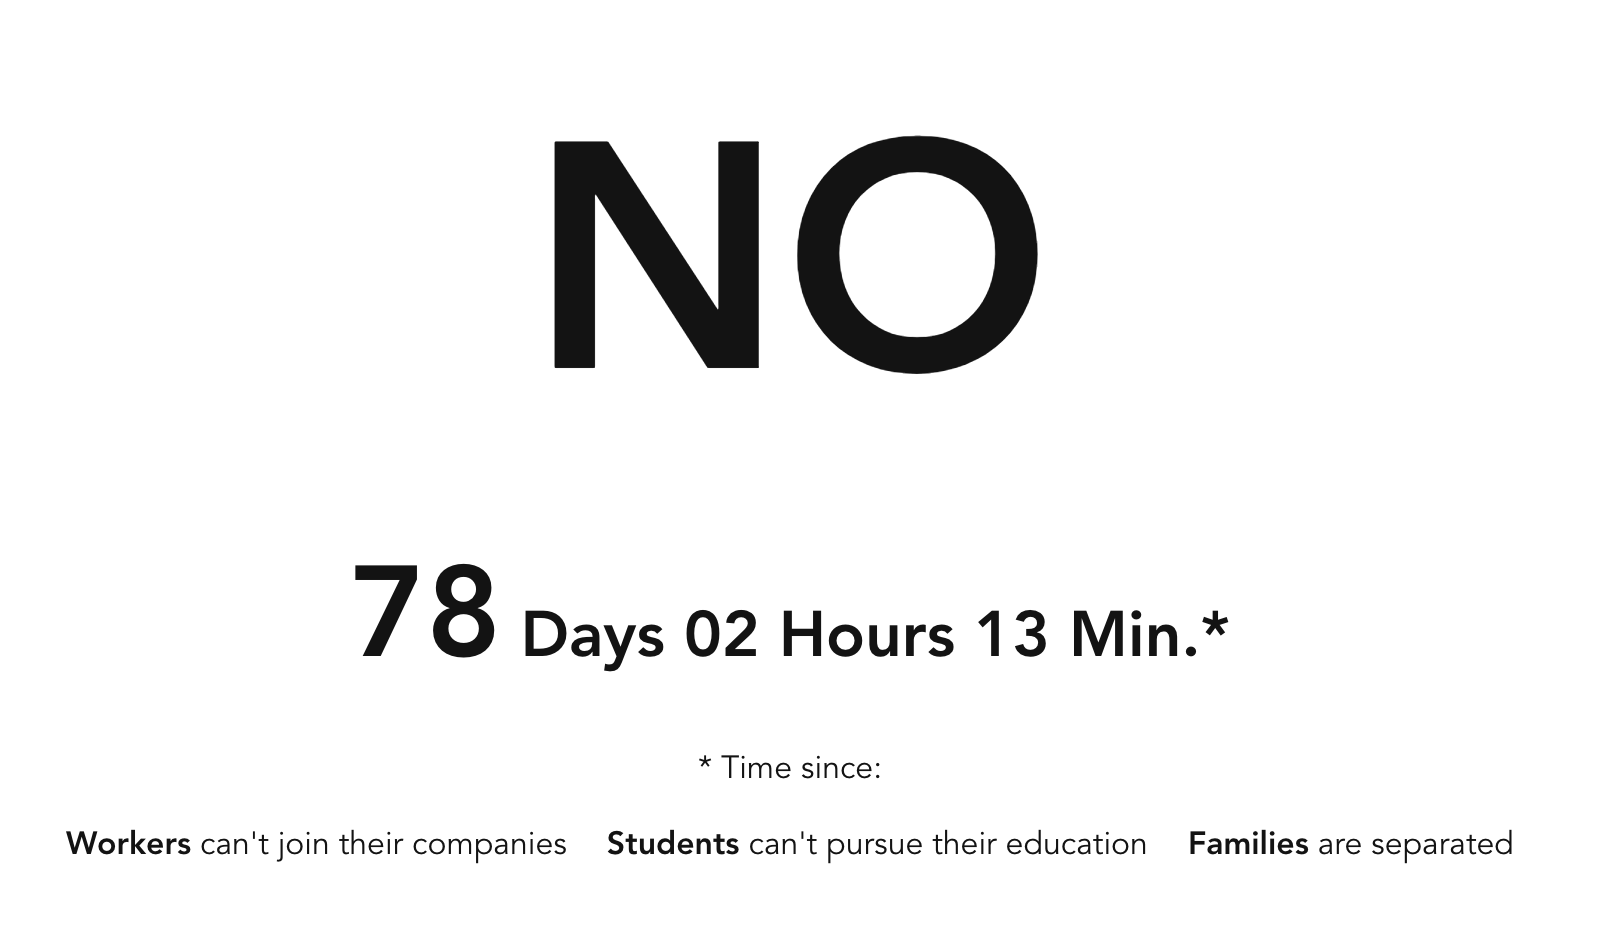 NO
78 Days 02 Hours 13 Min.*
* Time since:
Workers can't join their companies Students can't pursue their education Families are separated